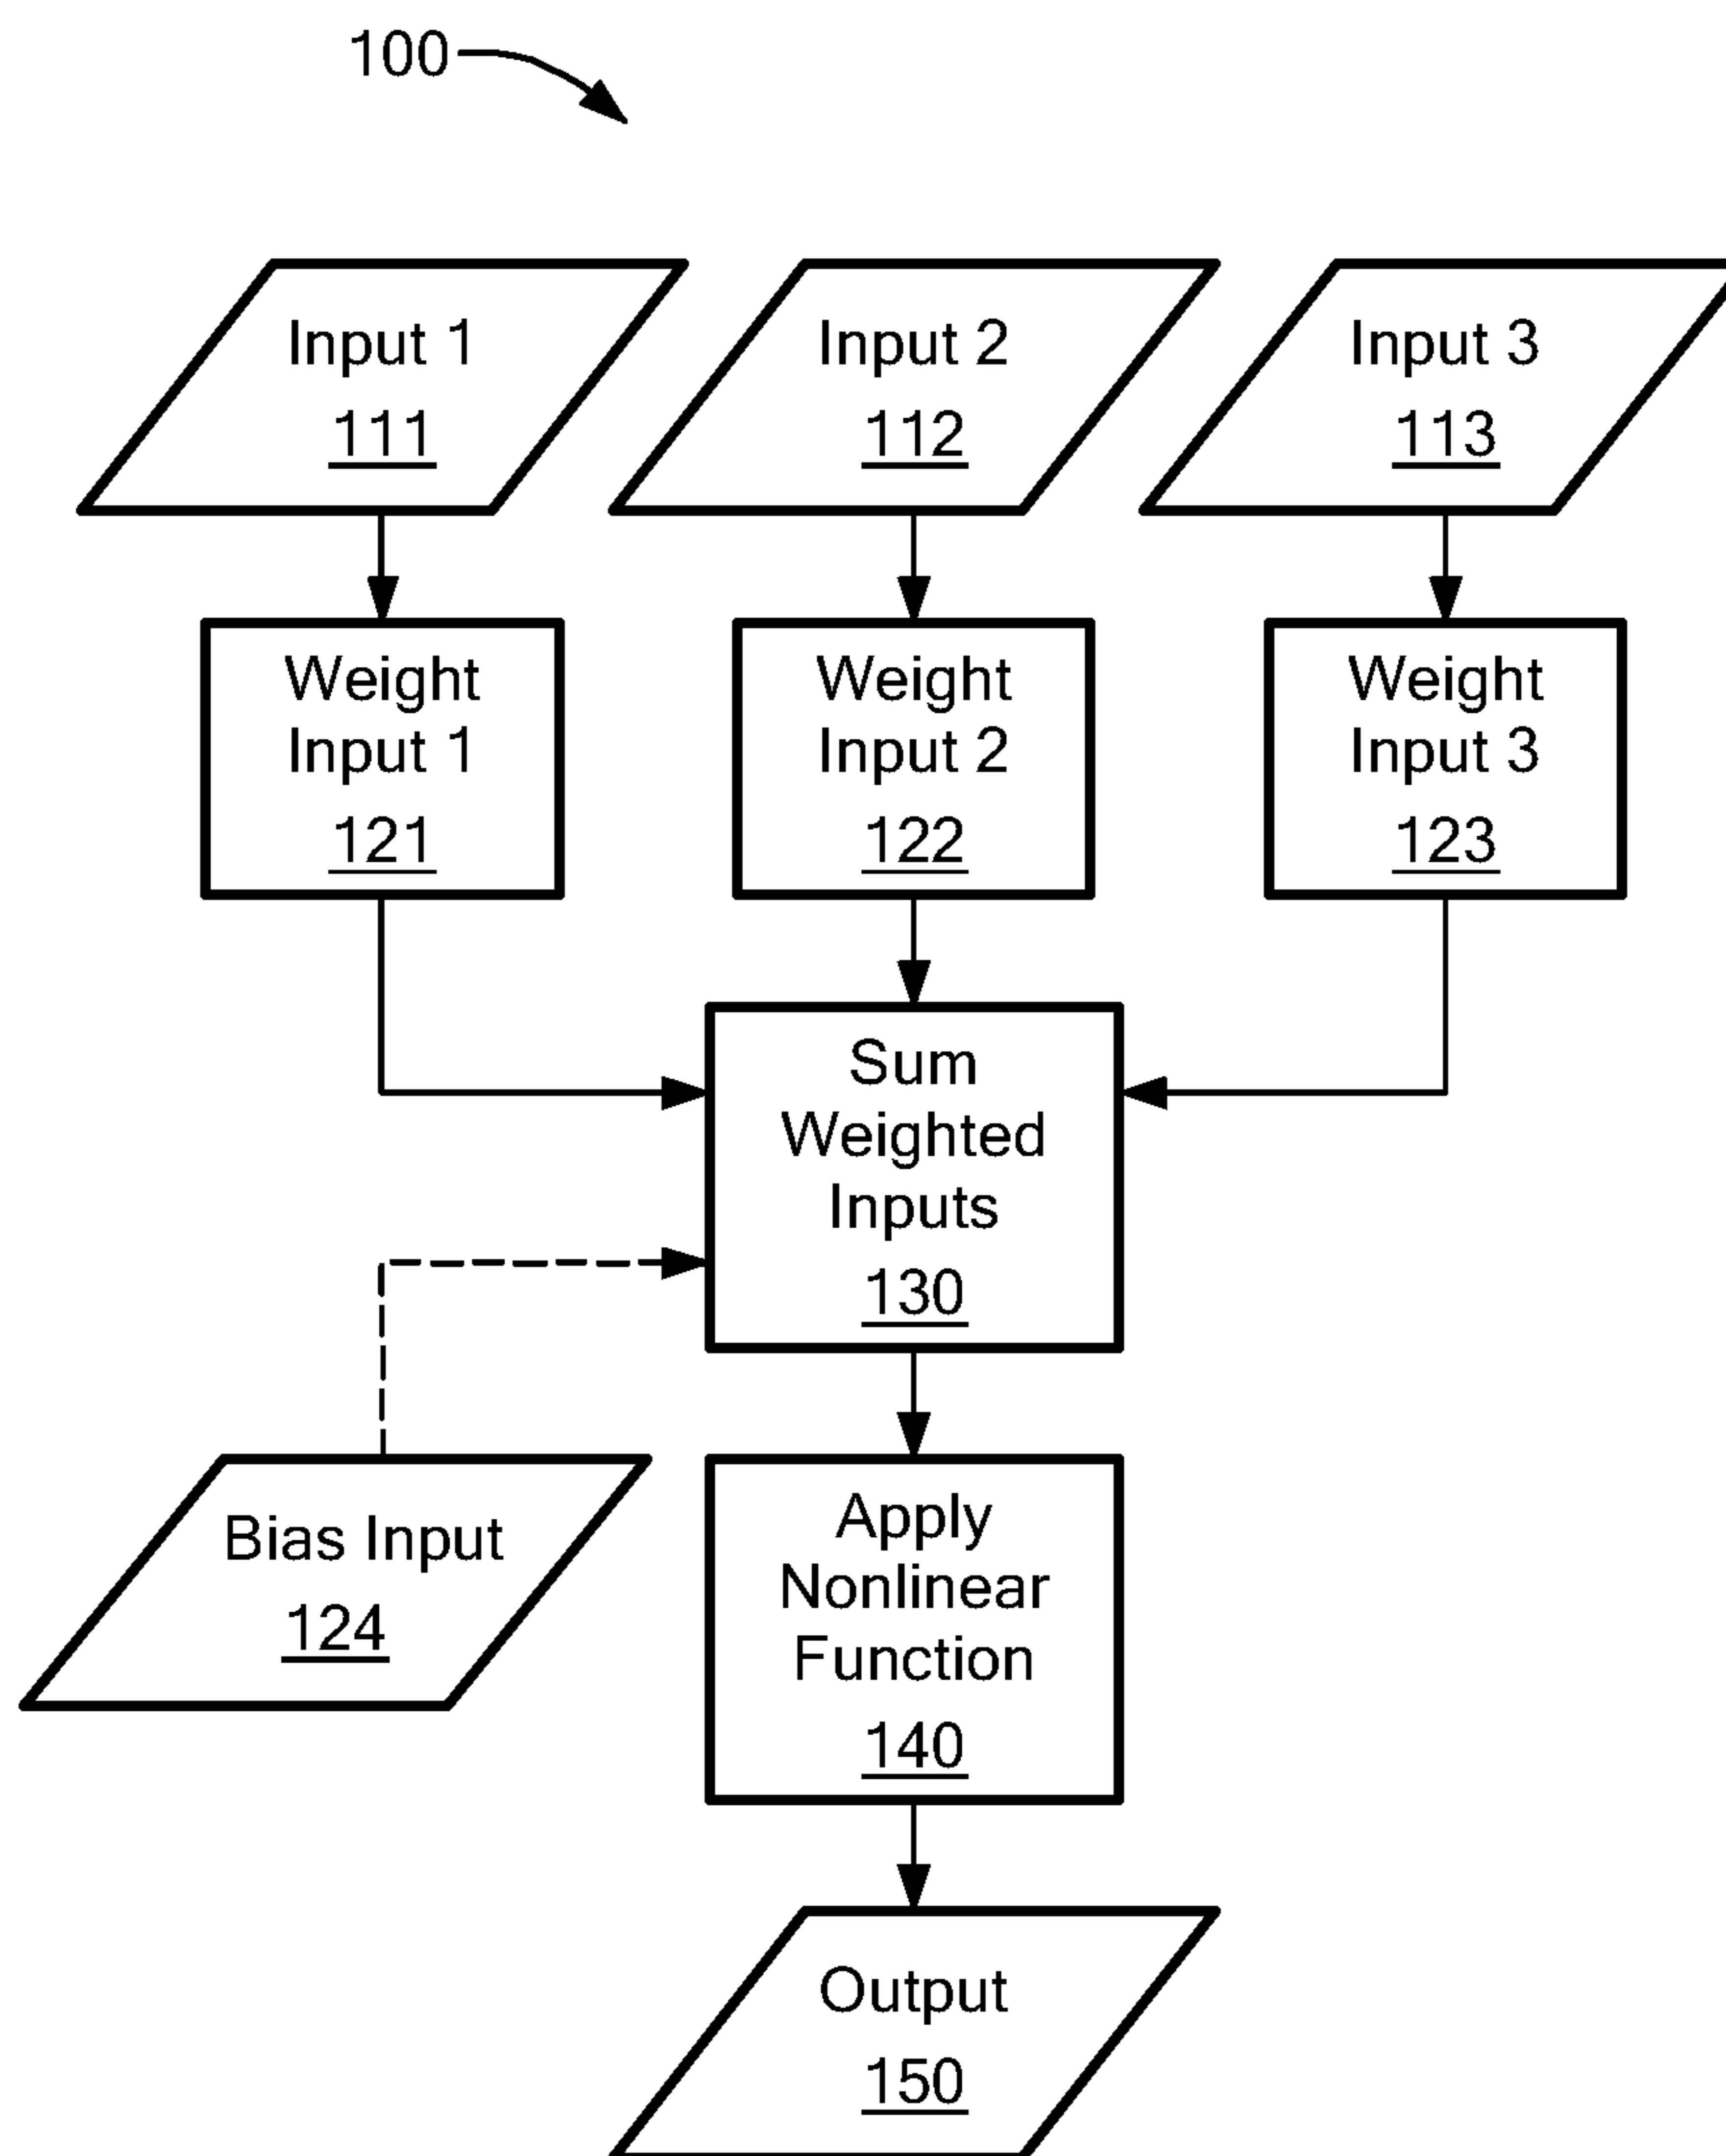 100
Input 1
111
Input 2
112
Input 3
113
Weight
Input 1
121
Weight
Input 2
122
Weight
Input 3
123
Sum
Weighted
Inputs
130
Bias Input
124
Apply
Nonlinear
Function
140
Output
150